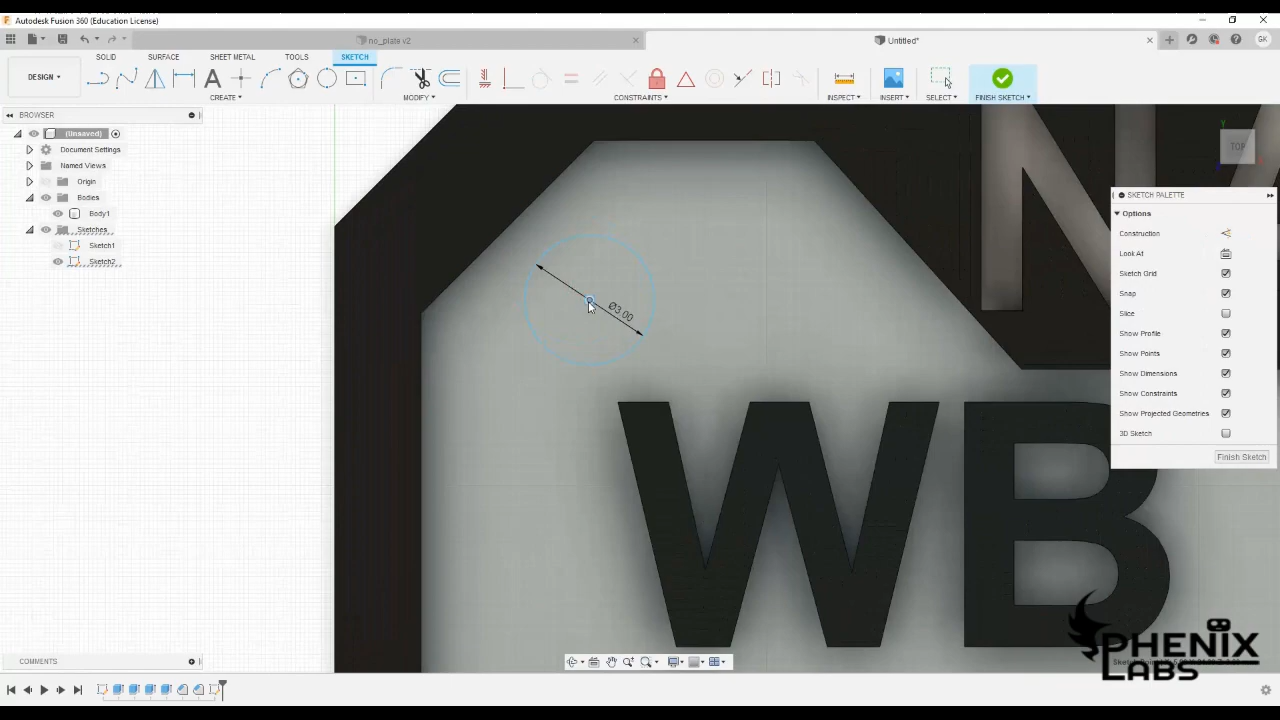 Autodesk Fusion 360 (Education License)
no_plate v2
Untitled*
GK
DESIGN
SOLID
SURFACE
SHEET METAL
TOOLS
SKETCH
CREATE
MODIFY
CONSTRAINTS
INSPECT
INSERT
SELECT
FINISH SKETCH
BROWSER
(Unsaved)
Document Settings
Named Views
Origin
Bodies
Body1
Sketches
Sketch1
Sketch2
TOP
SKETCH PALETTE
Options
Construction
Look At
Sketch Grid
Snap
Slice
Show Profile
Show Points
Show Dimensions
Show Constraints
Show Projected Geometries
3D Sketch
Finish Sketch
Ø3.00
WB
PHENIX
LABS
COMMENTS